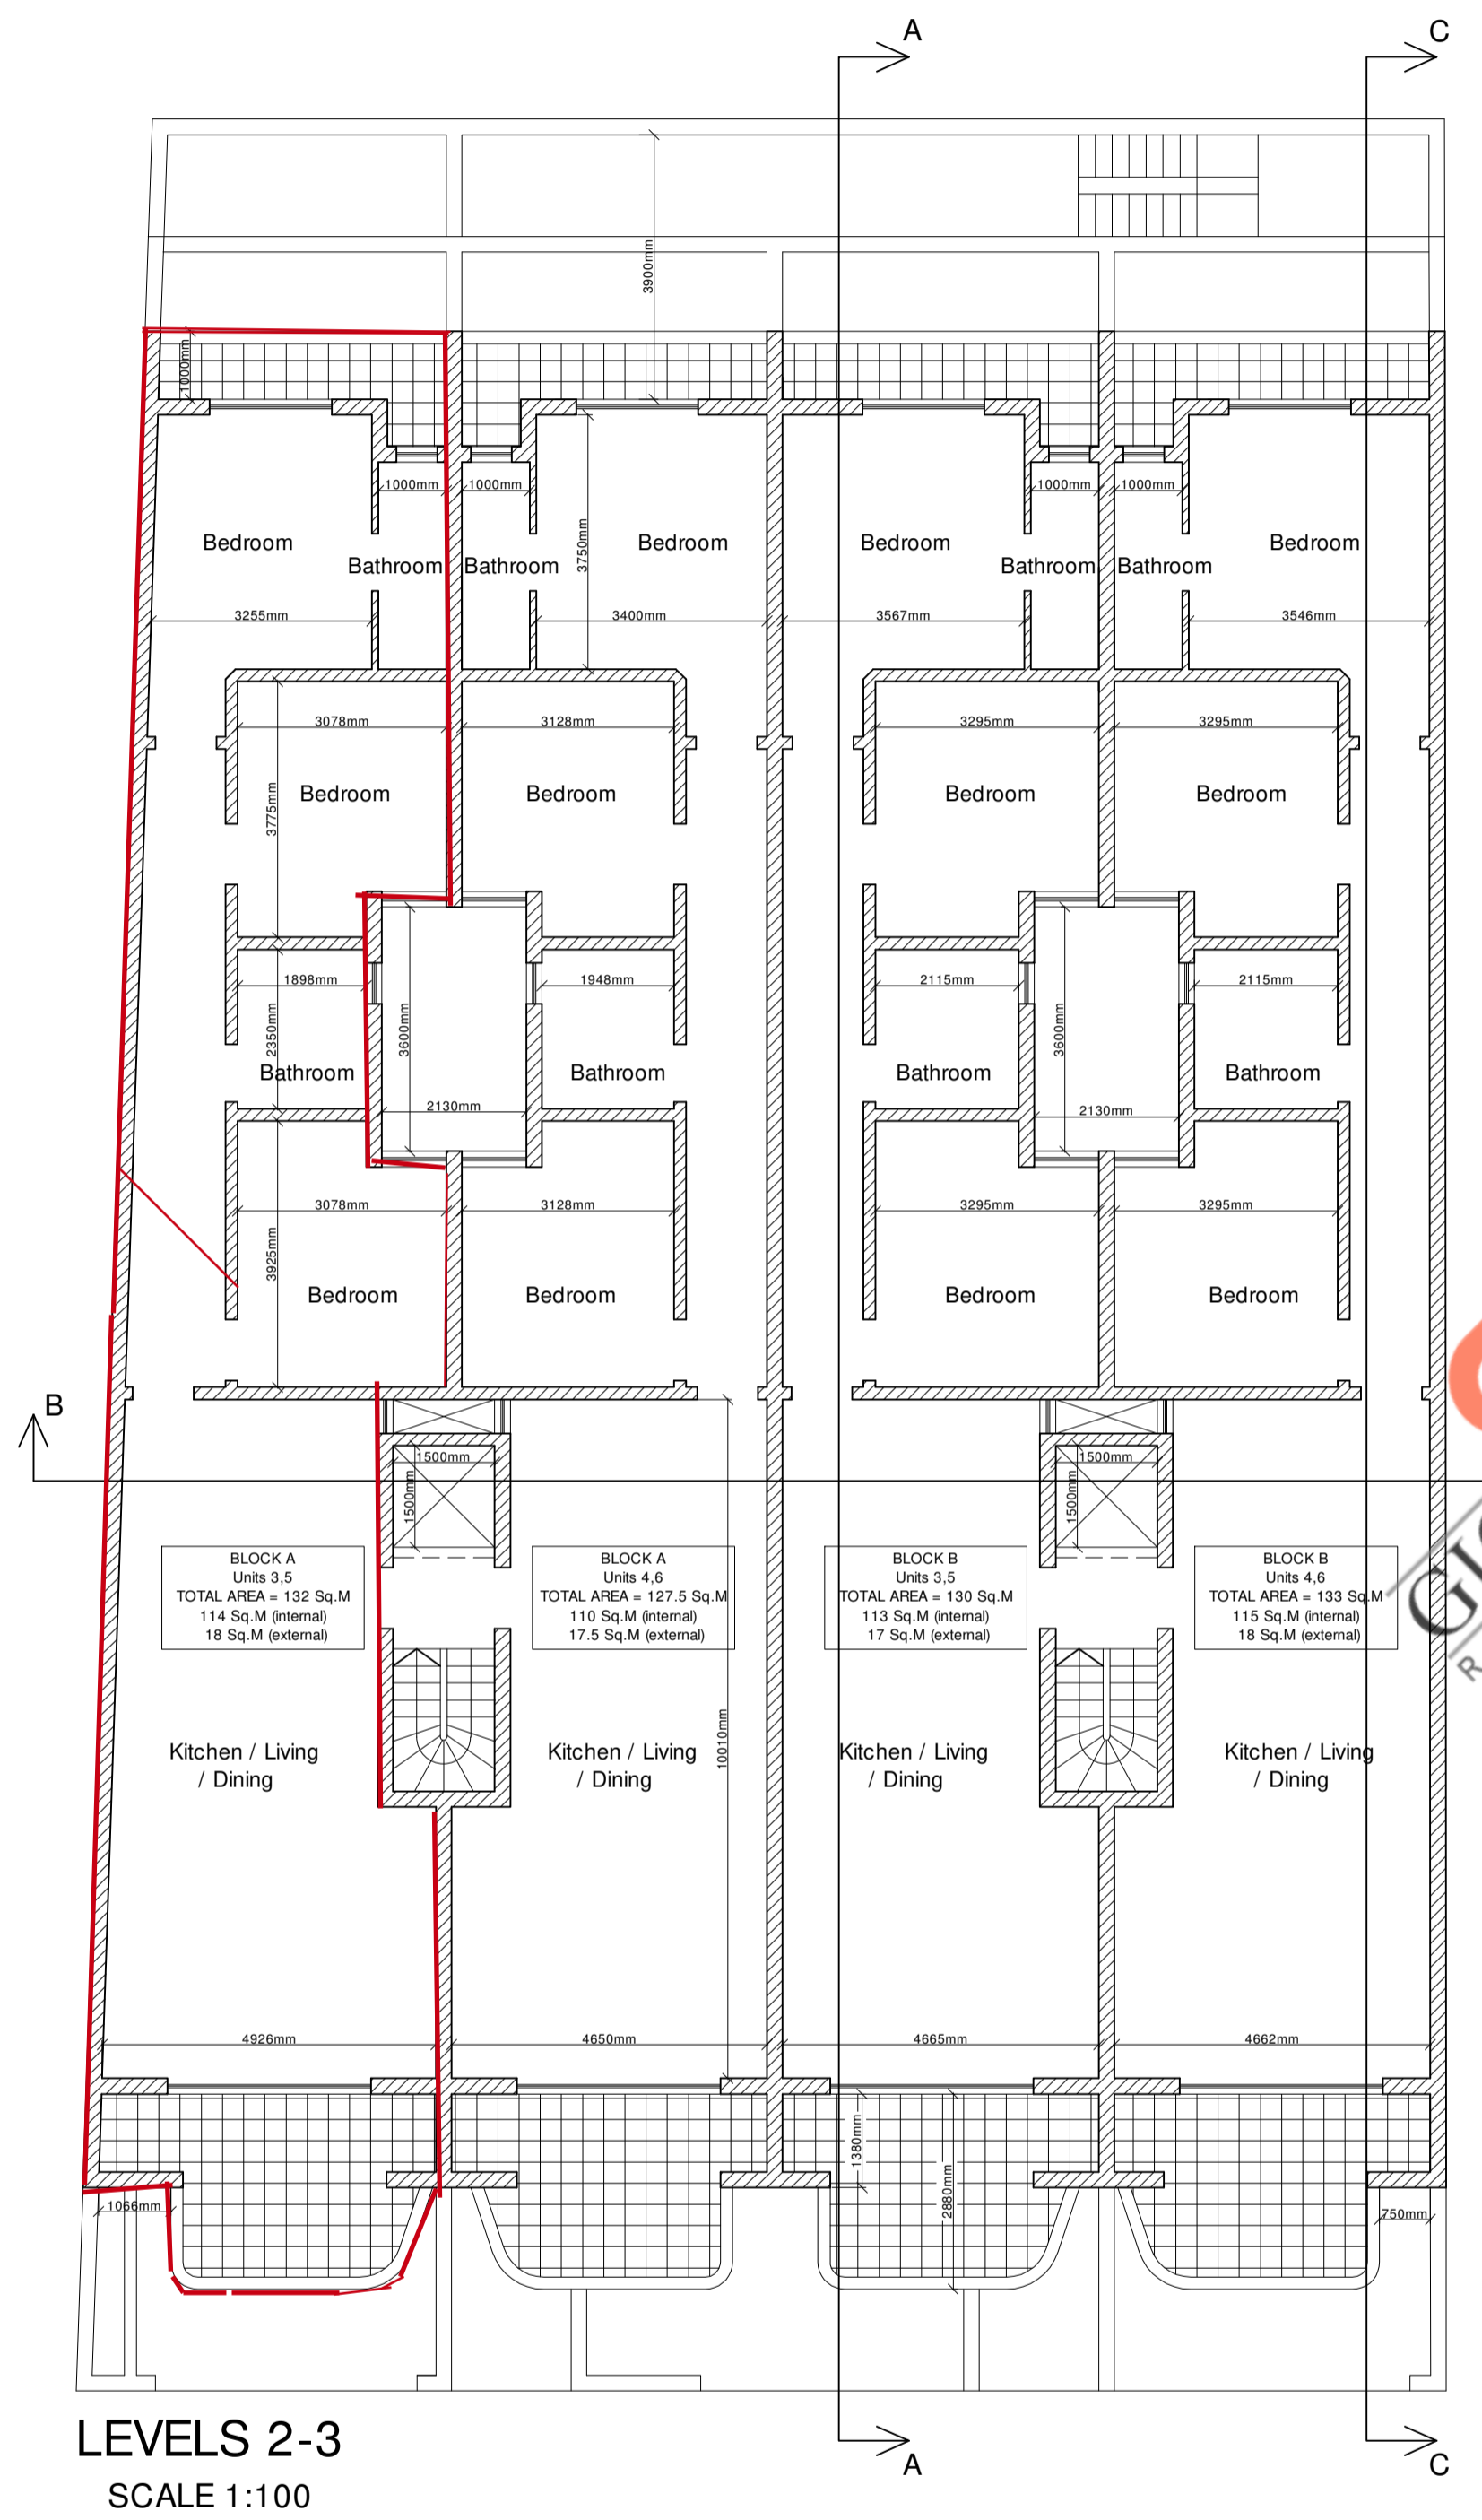 A
C
3900mm
1000mm
1000mm
1000mm
1000mm
1000mm
Bedroom
Bathroom
Bathroom
3750mm
Bedroom
Bedroom
Bathroom
Bathroom
Bedroom
3255mm
3400mm
3567mm
3546mm
3078mm
3128mm
3295mm
3295mm
3775mm
Bedroom
Bedroom
Bedroom
Bedroom
1898mm
1948mm
2115mm
2115mm
2350mm
3600mm
3600mm
Bathroom
Bathroom
Bathroom
Bathroom
2130mm
2130mm
3078mm
3128mm
3295mm
3295mm
3925mm
Bedroom
Bedroom
Bedroom
Bedroom
B
1500mm
1500mm
1500mm
1500mm
BLOCK A
Units 3,5
TOTAL AREA = 132 Sq.M
114 Sq.M (internal)
18 Sq.M (external)
BLOCK A
Units 4,6
TOTAL AREA = 127.5 Sq.M
110 Sq.M (internal)
17.5 Sq.M (external)
BLOCK B
Units 3,5
TOTAL AREA = 130 Sq.M
113 Sq.M (internal)
17 Sq.M (external)
BLOCK B
Units 4,6
TOTAL AREA = 133 Sq.M
115 Sq.M (internal)
18 Sq.M (external)
10010mm
Kitchen / Living
/ Dining
Kitchen / Living
/ Dining
Kitchen / Living
/ Dining
Kitchen / Living
/ Dining
4926mm
4650mm
4665mm
4662mm
1380mm
2880mm
1066mm
750mm
LEVELS 2-3
SCALE 1:100
A
C